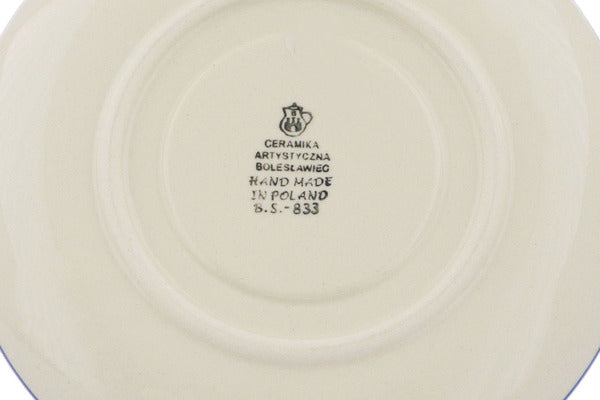 B
CERAMIKA
ARTYSTYCZNA
BOLESŁAWIEC
HAND MADE
IN POLAND
B.S.-833